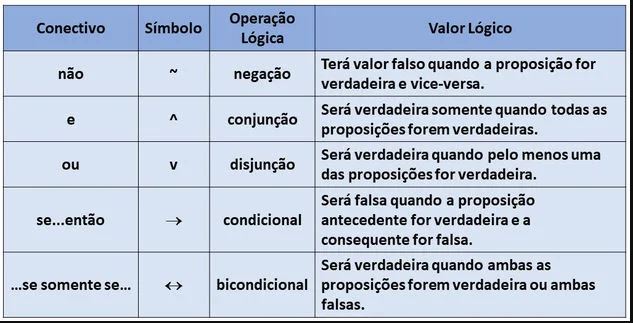 Conectivo Símbolo Operação Lógica Valor Lógico
não ~ negação Terá valor falso quando a proposição for
verdadeira e vice-versa.
e ^ conjunção Será verdadeira somente quando todas as
proposições forem verdadeiras.
ou v disjunção Será verdadeira quando pelo menos uma
das proposições for verdadeira.
se...então → condicional Será falsa quando a proposição
antecedente for verdadeira e a
consequente for falsa.
...se somente se... ↔ bicondicional Será verdadeira quando ambas as
proposições forem verdadeira ou ambas
falsas.